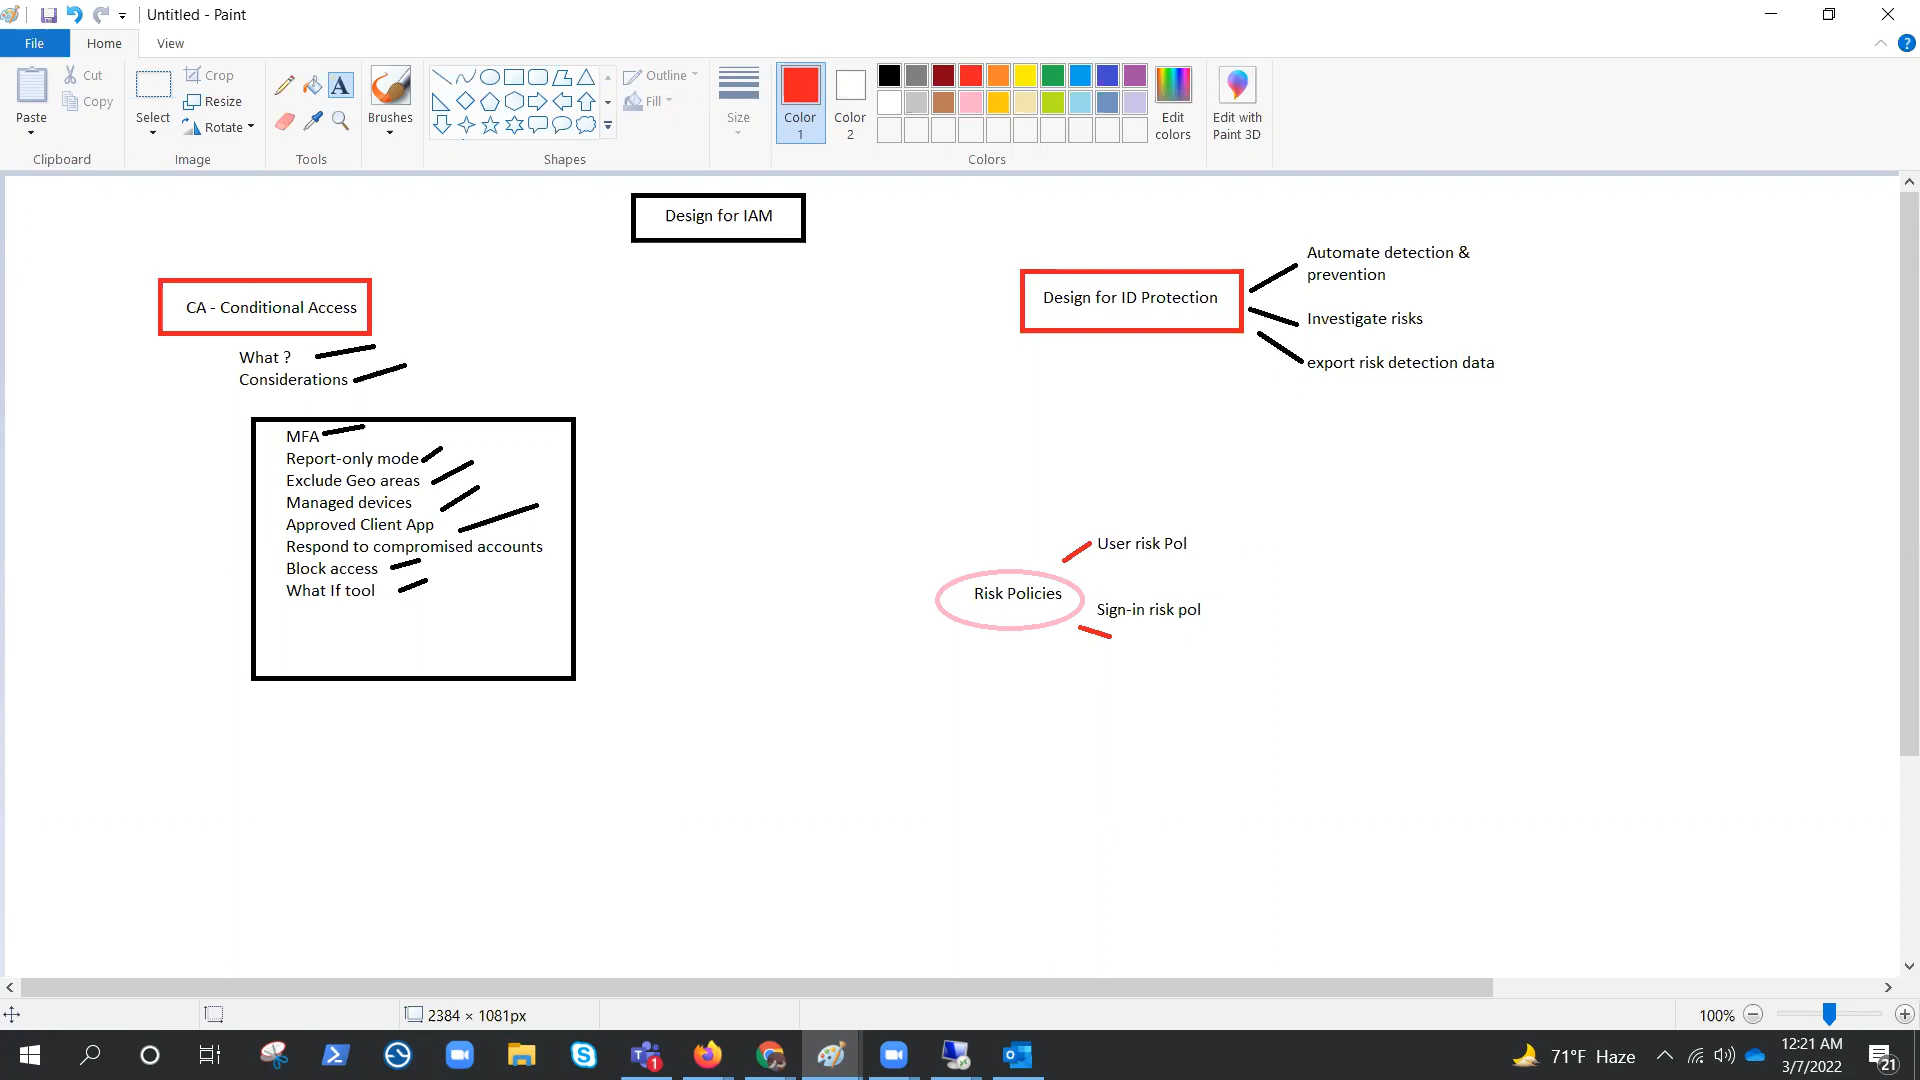 Untitled - Paint
File
Home
View
Paste
Cut
Copy
Clipboard
Select
Crop
Resize
Rotate
Image
Tools
Brushes
Shapes
Outline
Fill
Size
Color
1
Color
2
Edit
colors
Colors
Edit with
Paint 3D
Design for IAM
CA - Conditional Access
What ?
Considerations
MFA
Report-only mode
Exclude Geo areas
Managed devices
Approved Client App
Respond to compromised accounts
Block access
What If tool
Design for ID Protection
Automate detection &
prevention
Investigate risks
export risk detection data
Risk Policies
User risk Pol
Sign-in risk pol
2384 × 1081px
100%
1
71°F Haze
12:21 AM
3/7/2022
21